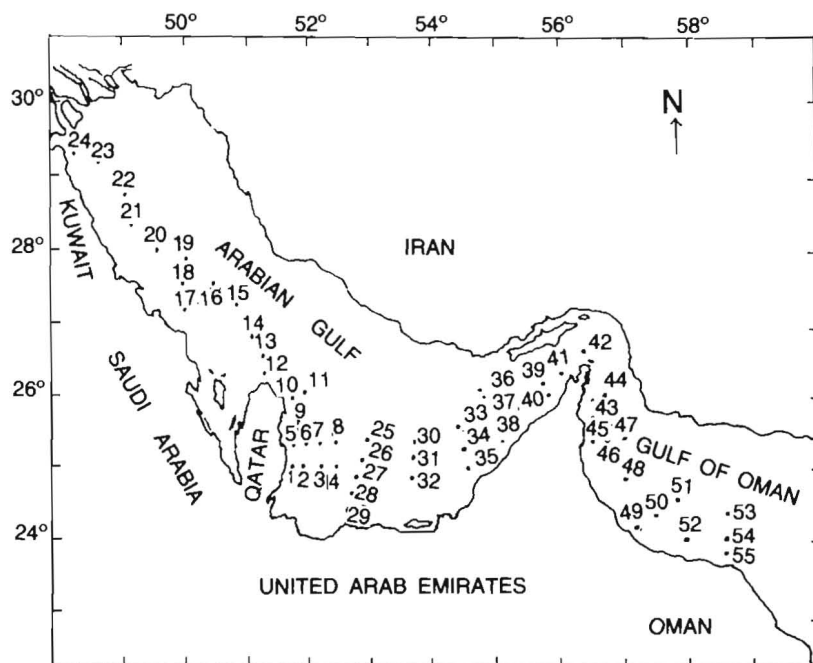 50° 52° 54° 56° 58°
30°
N
24 23
22
21
KUWAIT
28°
20 19
IRAN
18
ARABIAN
17 16 15
GULF
14
13
42
12
41
39
36
26°
10 11
44
37 40
SAUDI
ARABIA
9
33
43
38
5 6 7 8
25
30
34
45 47
GULF OF OMAN
QATAR
26
31
35
46
1 2 3 4
27
32
48
28
51
29
50
53
49
24°
52
54
55
UNITED ARAB EMIRATES
OMAN